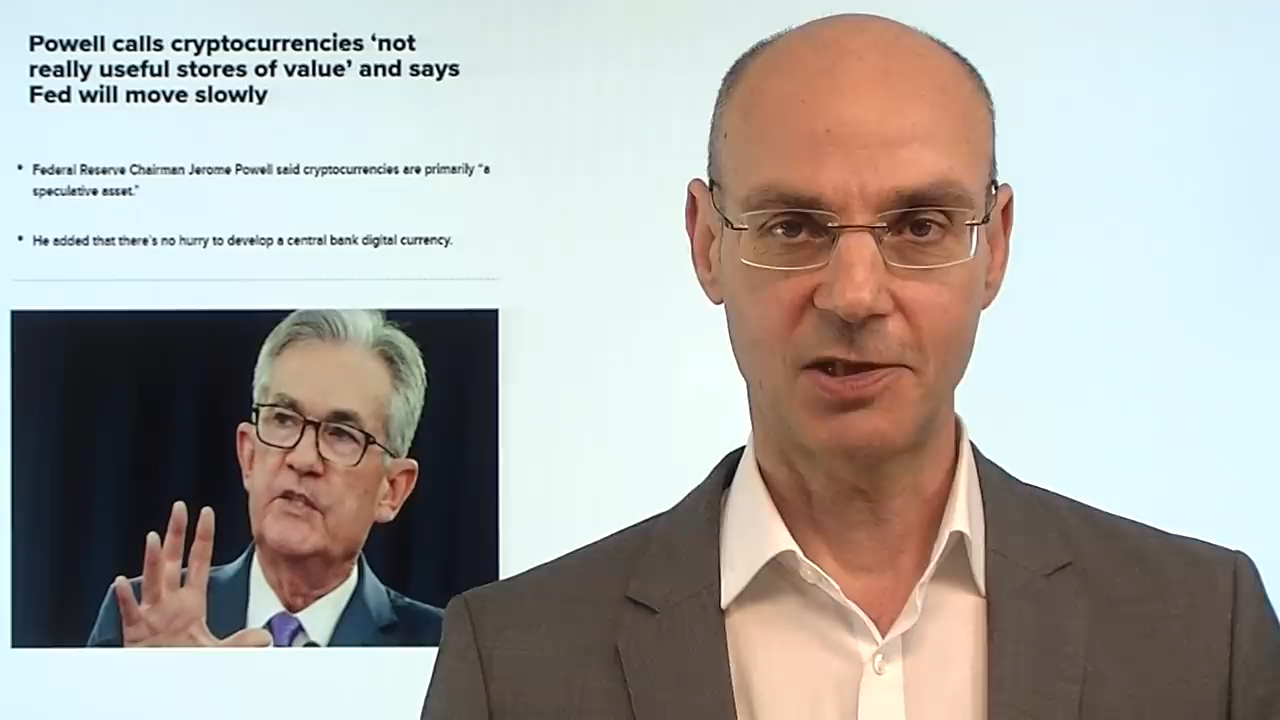 Powell calls cryptocurrencies ‘not
really useful stores of value’ and says
Fed will move slowly
• Federal Reserve Chairman Jerome Powell said cryptocurrencies are primarily “a
speculative asset.”
• He added that there’s no hurry to develop a central bank digital currency.